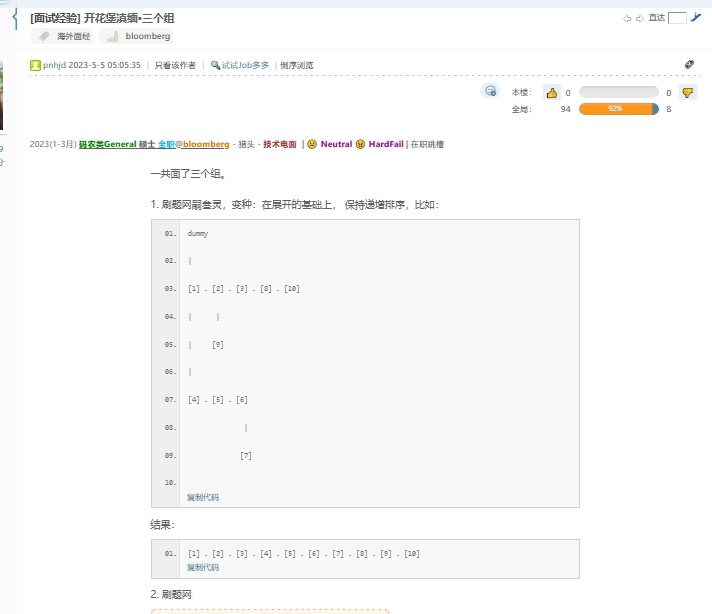 [面试经验] 开花堡滇缅•三个组
直达
海外面经 bloomberg
pnhjd 2023-5-5 05:05:35 | 只看该作者 | 试试Job多多 | 倒序浏览
本楼： 0 0
全局： 94 92% 8
2023(1-3月) 码农类General 硕士 全职@bloomberg - 猎头 - 技术电面 | Neutral HardFail | 在职跳槽
一共面了三个组。
1. 刷题网嗣叁灵，变种：在展开的基础上， 保持递增排序，比如：
01. dummy
02. |
03. [1] . [2] . [3] . [8] . [10]
04. | |
05. | [9]
06. |
07. [4] . [5] . [6]
08. |
09. [7]
10.
复制代码
结果：
01. [1] . [2] . [3] . [4] . [5] . [6] . [7] . [8] . [9] . [10]
复制代码
2. 刷题网